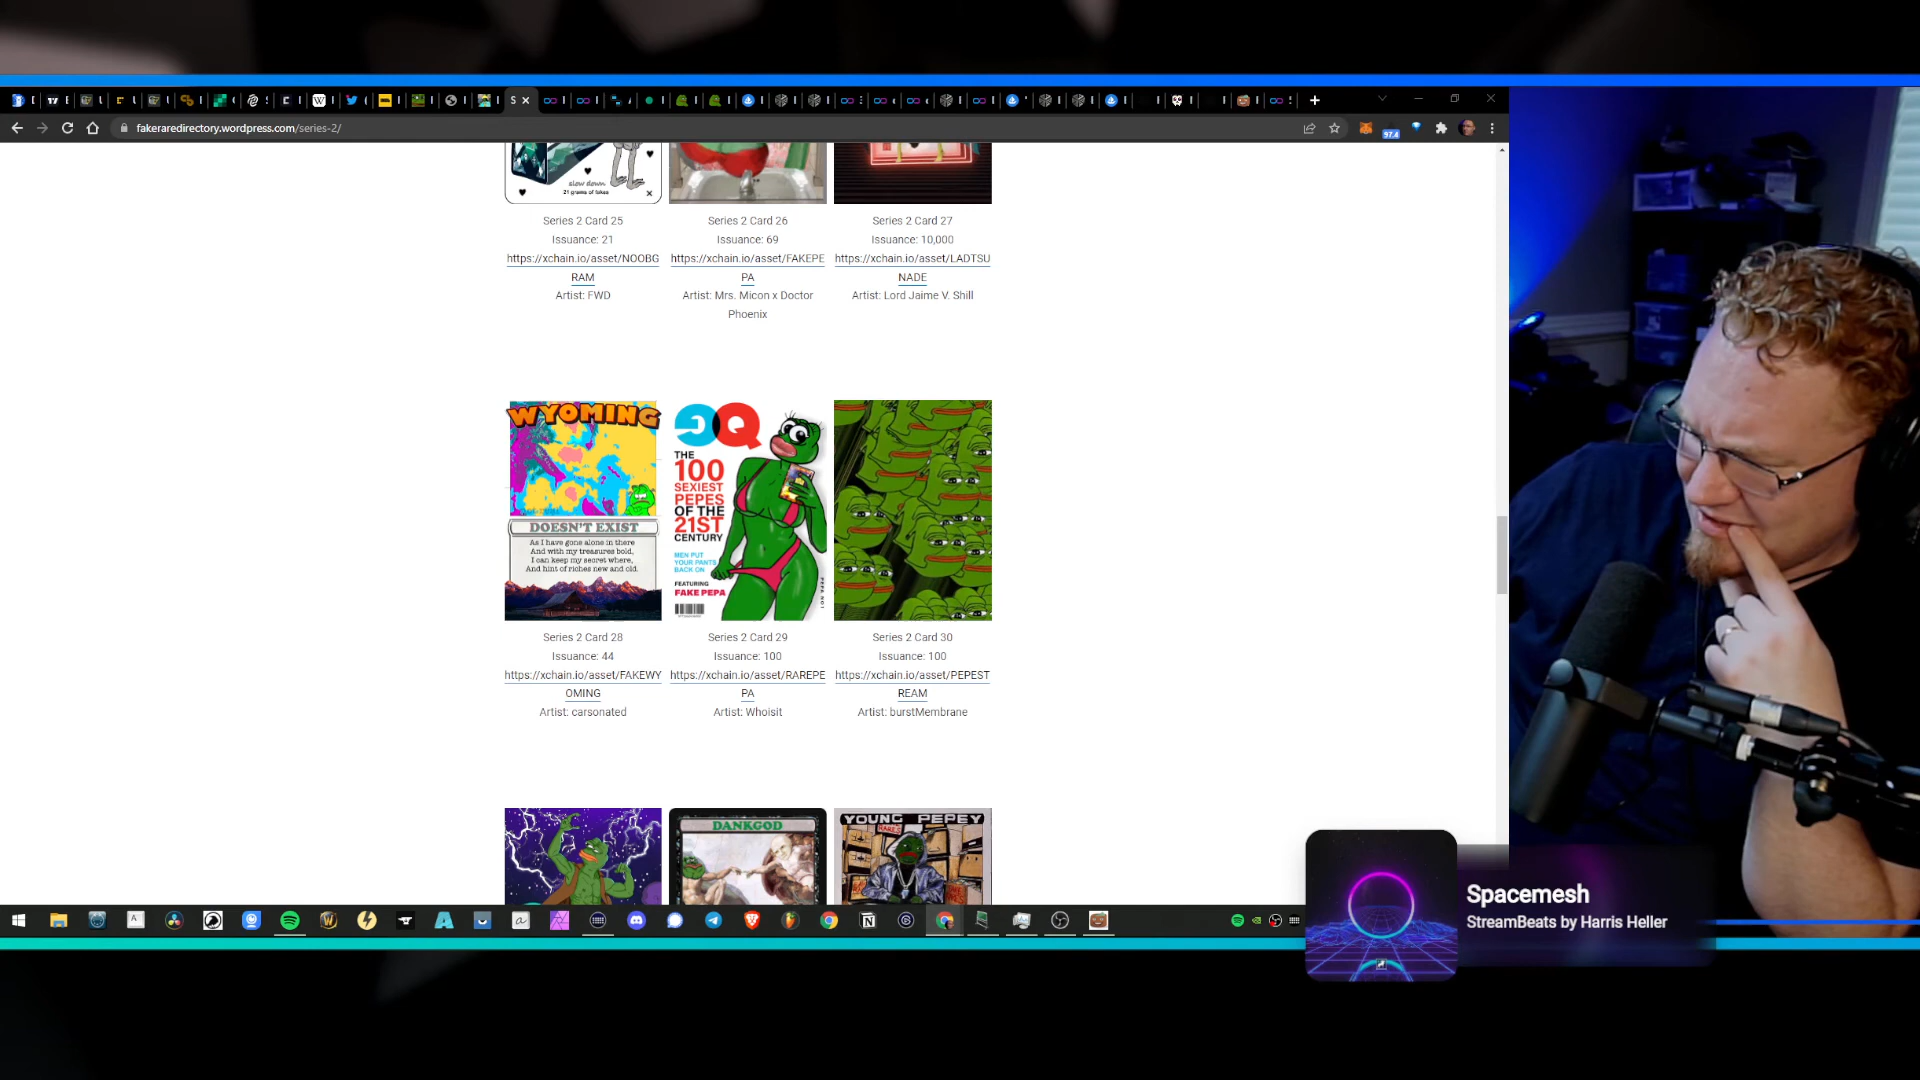 fakeraredirectory.wordpress.com/series-2/
97.4
slow down
21 grams of fakes
Series 2 Card 25
Issuance: 21
https://xchain.io/asset/NOOBG
RAM
Artist: FWD
Series 2 Card 26
Issuance: 69
https://xchain.io/asset/FAKEPE
PA
Artist: Mrs. Micon x Doctor
Phoenix
Series 2 Card 27
Issuance: 10,000
https://xchain.io/asset/LADTSU
NADE
Artist: Lord Jaime V. Shill
WYOMING
DOESN'T EXIST
As I have gone alone in there
And with my treasures bold,
I can keep my secret where,
And hint of riches new and old.
GQ
THE
100
SEXIEST
PEPES
OF THE
21ST
CENTURY
MEN PUT
YOUR PANTS
BACK ON
FEATURING
FAKE PEPA
PEPA NO1
Series 2 Card 28
Issuance: 44
https://xchain.io/asset/FAKEWY
OMING
Artist: carsonated
Series 2 Card 29
Issuance: 100
https://xchain.io/asset/RAREPE
PA
Artist: Whoisit
Series 2 Card 30
Issuance: 100
https://xchain.io/asset/PEPEST
REAM
Artist: burstMembrane
DANKGOD
YOUNG PEPEY
RARES
Spacemesh
StreamBeats by Harris Heller